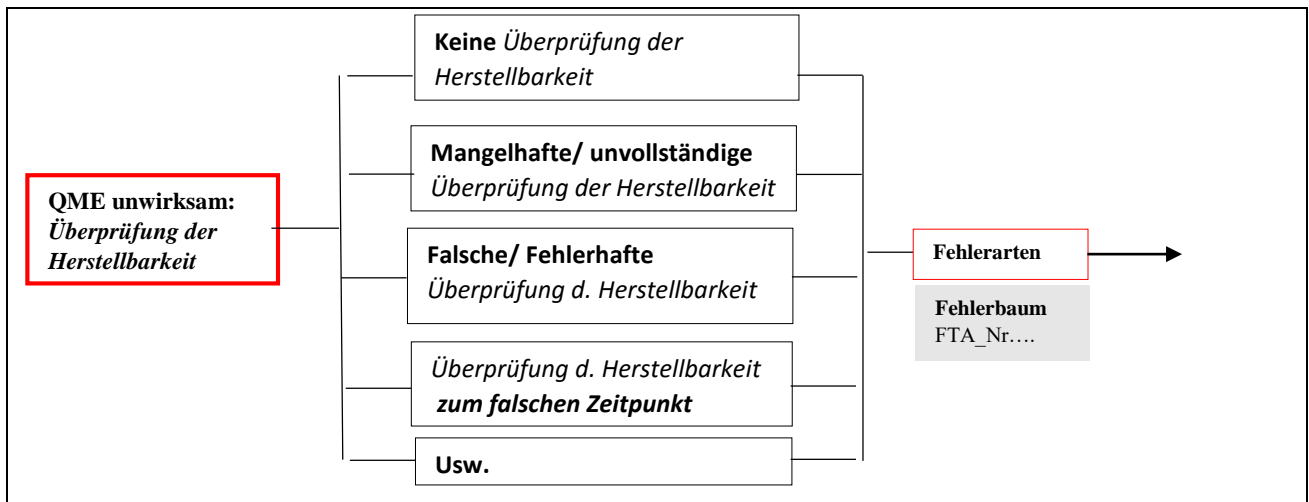 Keine Überprüfung der
Herstellbarkeit
Mangelhafte/ unvollständige
Überprüfung der Herstellbarkeit
QME unwirksam:
Überprüfung der
Herstellbarkeit
Falsche/ Fehlerhafte
Überprüfung d. Herstellbarkeit
Fehlerarten
Fehlerbaum
FTA_Nr….
Überprüfung d. Herstellbarkeit
zum falschen Zeitpunkt
Usw.